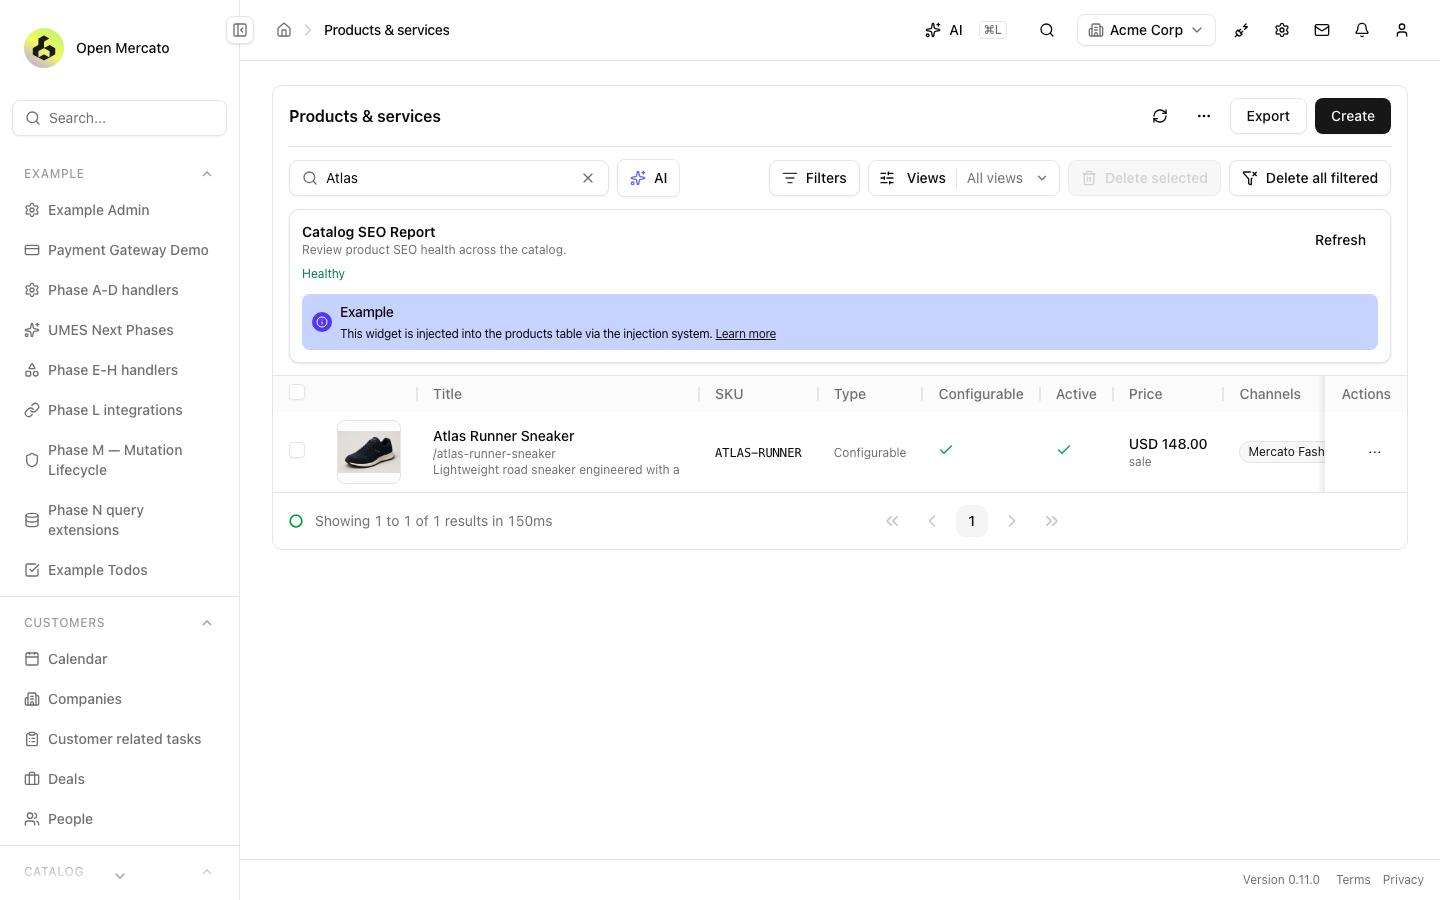 Open Mercato
Products & services
AI
⌘L
Acme Corp
Search...
EXAMPLE
Example Admin
Payment Gateway Demo
Phase A-D handlers
UMES Next Phases
Phase E-H handlers
Phase L integrations
Phase M — Mutation
Lifecycle
Phase N query
extensions
Example Todos
CUSTOMERS
Calendar
Companies
Customer related tasks
Deals
People
CATALOG
Products & services
Export
Create
Atlas
AI
Filters
Views
All views
Delete selected
Delete all filtered
Catalog SEO Report
Review product SEO health across the catalog.
Refresh
Healthy
Example
This widget is injected into the products table via the injection system. Learn more
Title
SKU
Type
Configurable
Active
Price
Channels
Actions
Atlas Runner Sneaker
/atlas-runner-sneaker
Lightweight road sneaker engineered with a
ATLAS-RUNNER
Configurable
USD 148.00
sale
Mercato Fash
Showing 1 to 1 of 1 results in 150ms
1
Version 0.11.0
Terms
Privacy